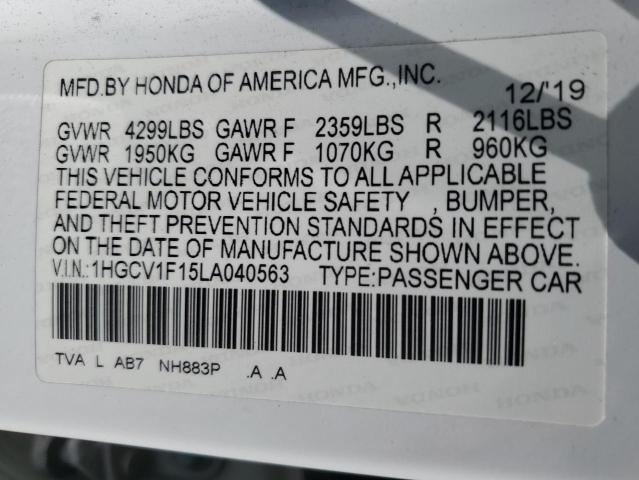 MFD.BY HONDA OF AMERICA MFG.,INC. 12/'19
GVWR 4299LBS GAWR F 2359LBS R 2116LBS
GVWR 1950KG GAWR F 1070KG R 960KG
THIS VEHICLE CONFORMS TO ALL APPLICABLE
FEDERAL MOTOR VEHICLE SAFETY , BUMPER,
AND THEFT PREVENTION STANDARDS IN EFFECT
ON THE DATE OF MANUFACTURE SHOWN ABOVE.
V.I.N.:1HGCV1F15LA040563 TYPE:PASSENGER CAR
TVA L AB7 NH883P .A .A